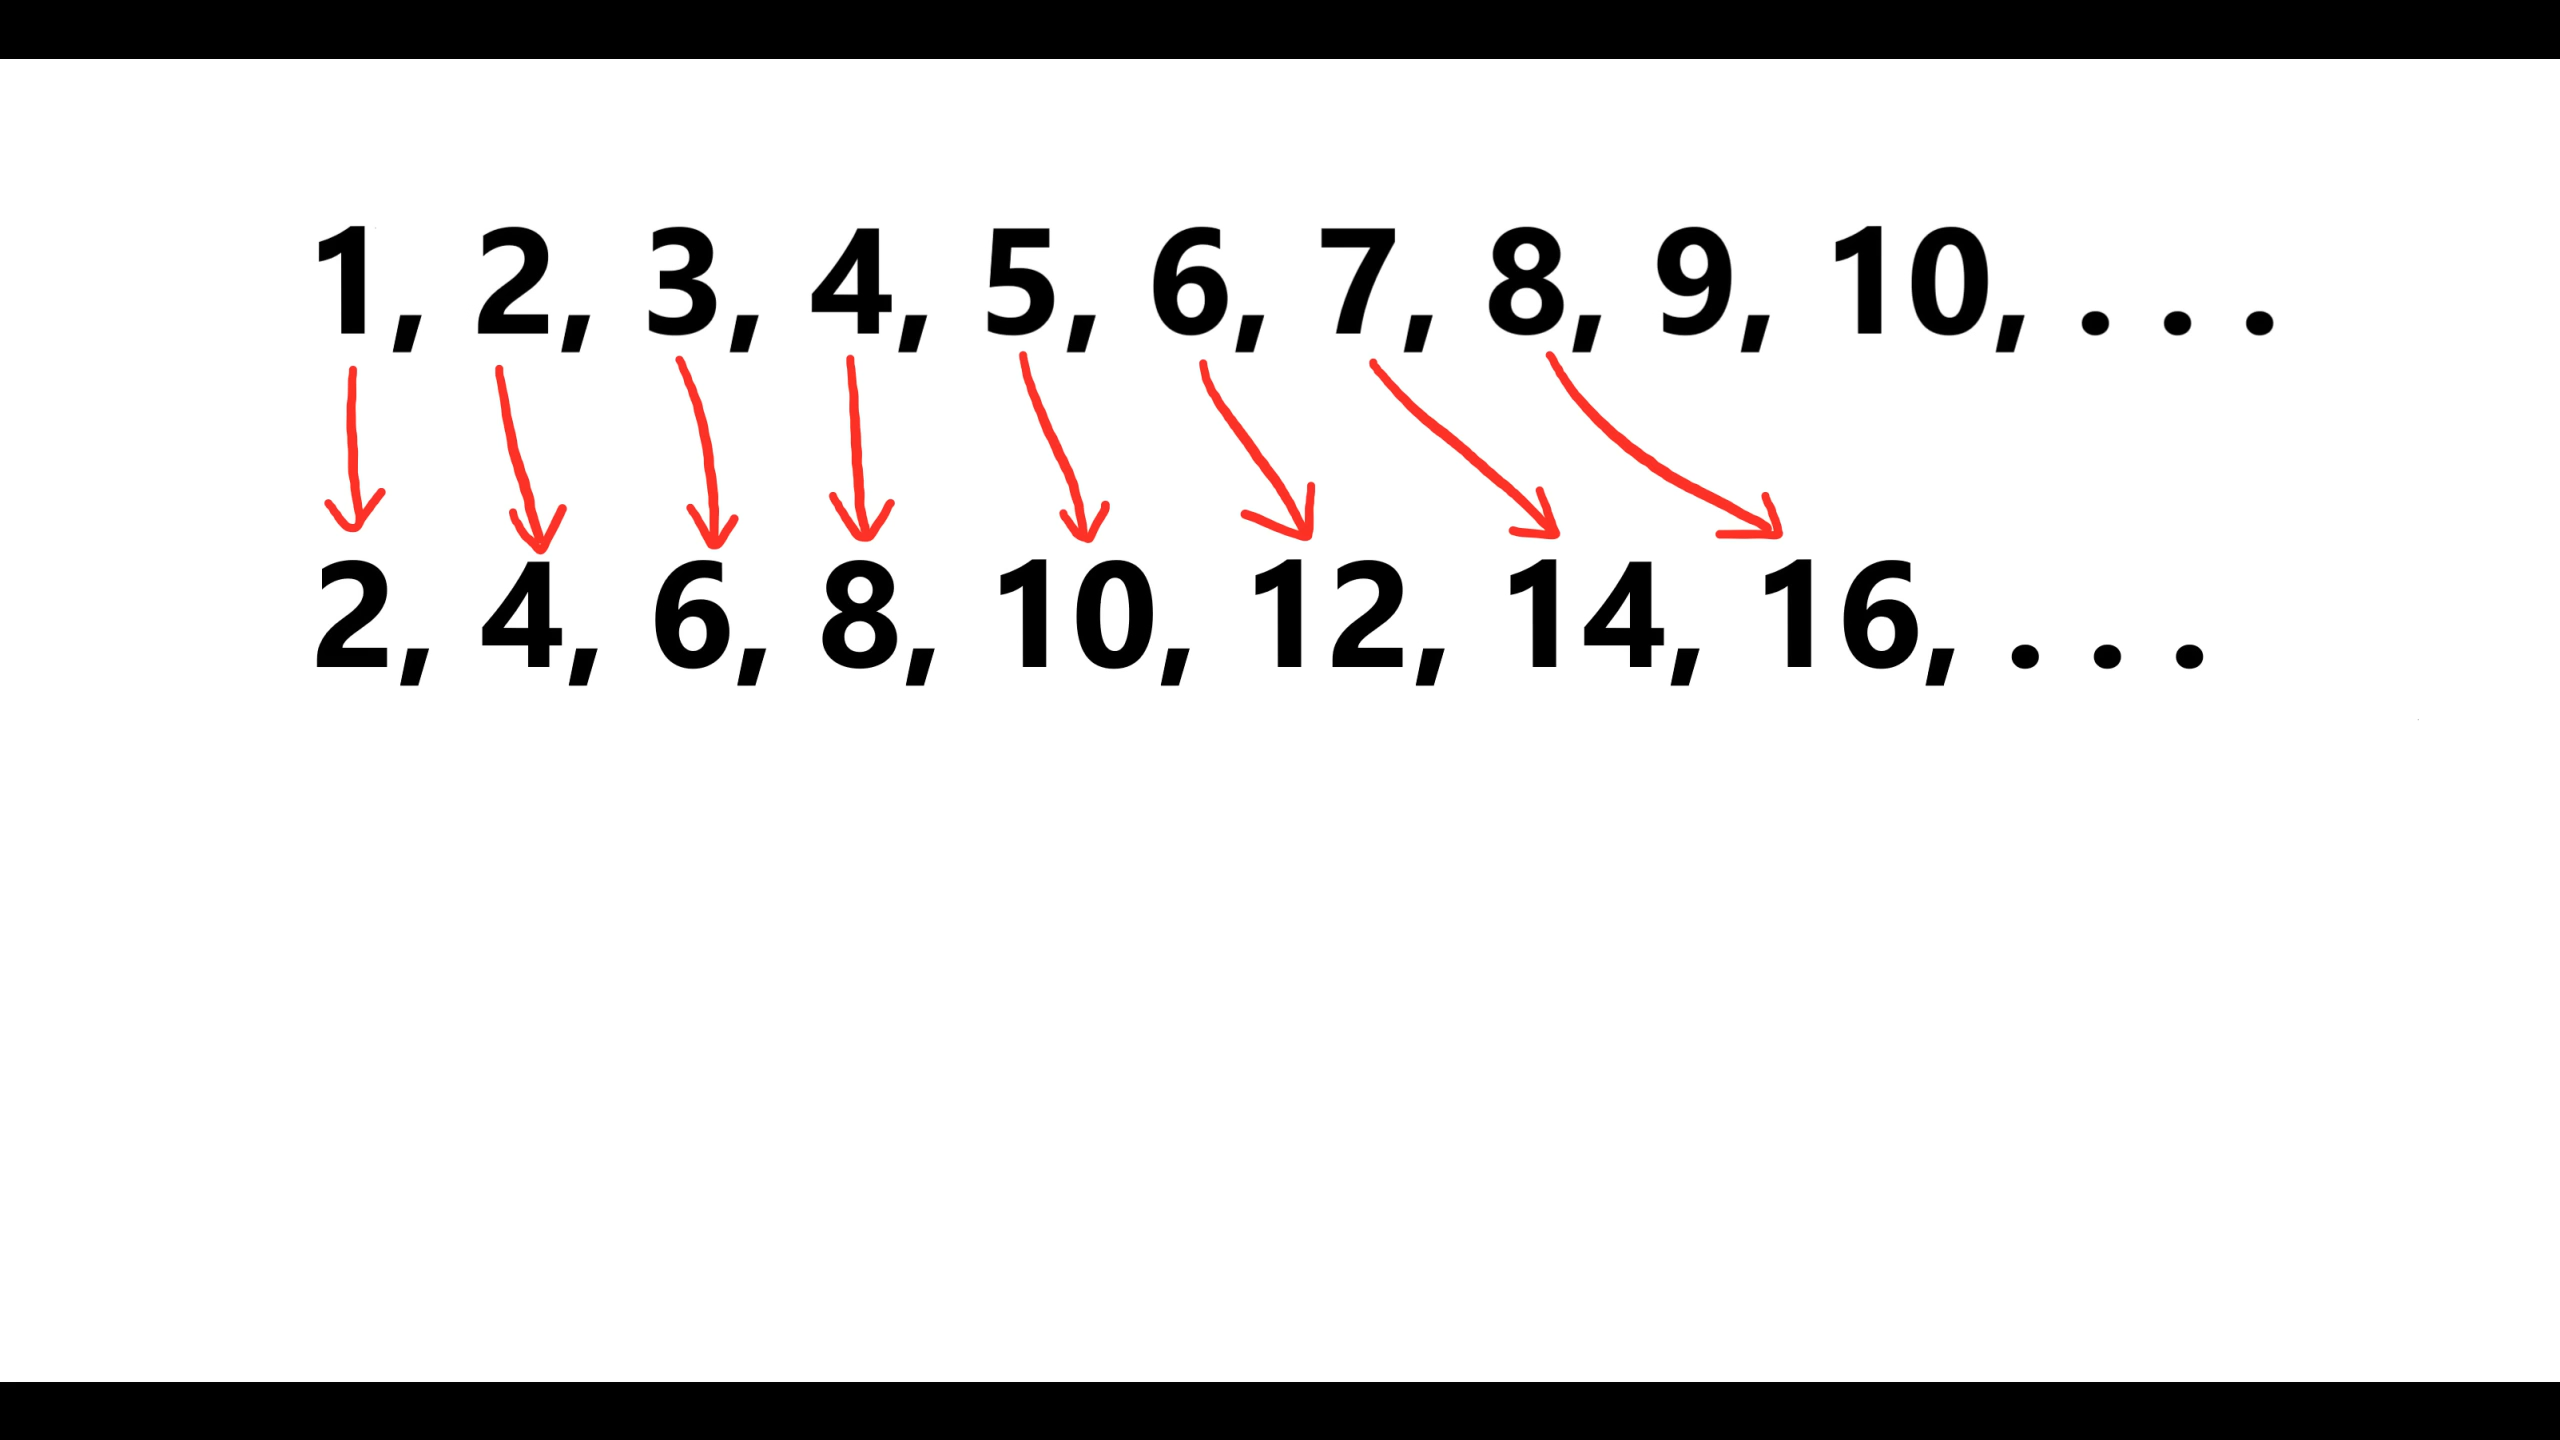 1, 2, 3, 4, 5, 6, 7, 8, 9, 10, . . .
2, 4, 6, 8, 10, 12, 14, 16, . . .